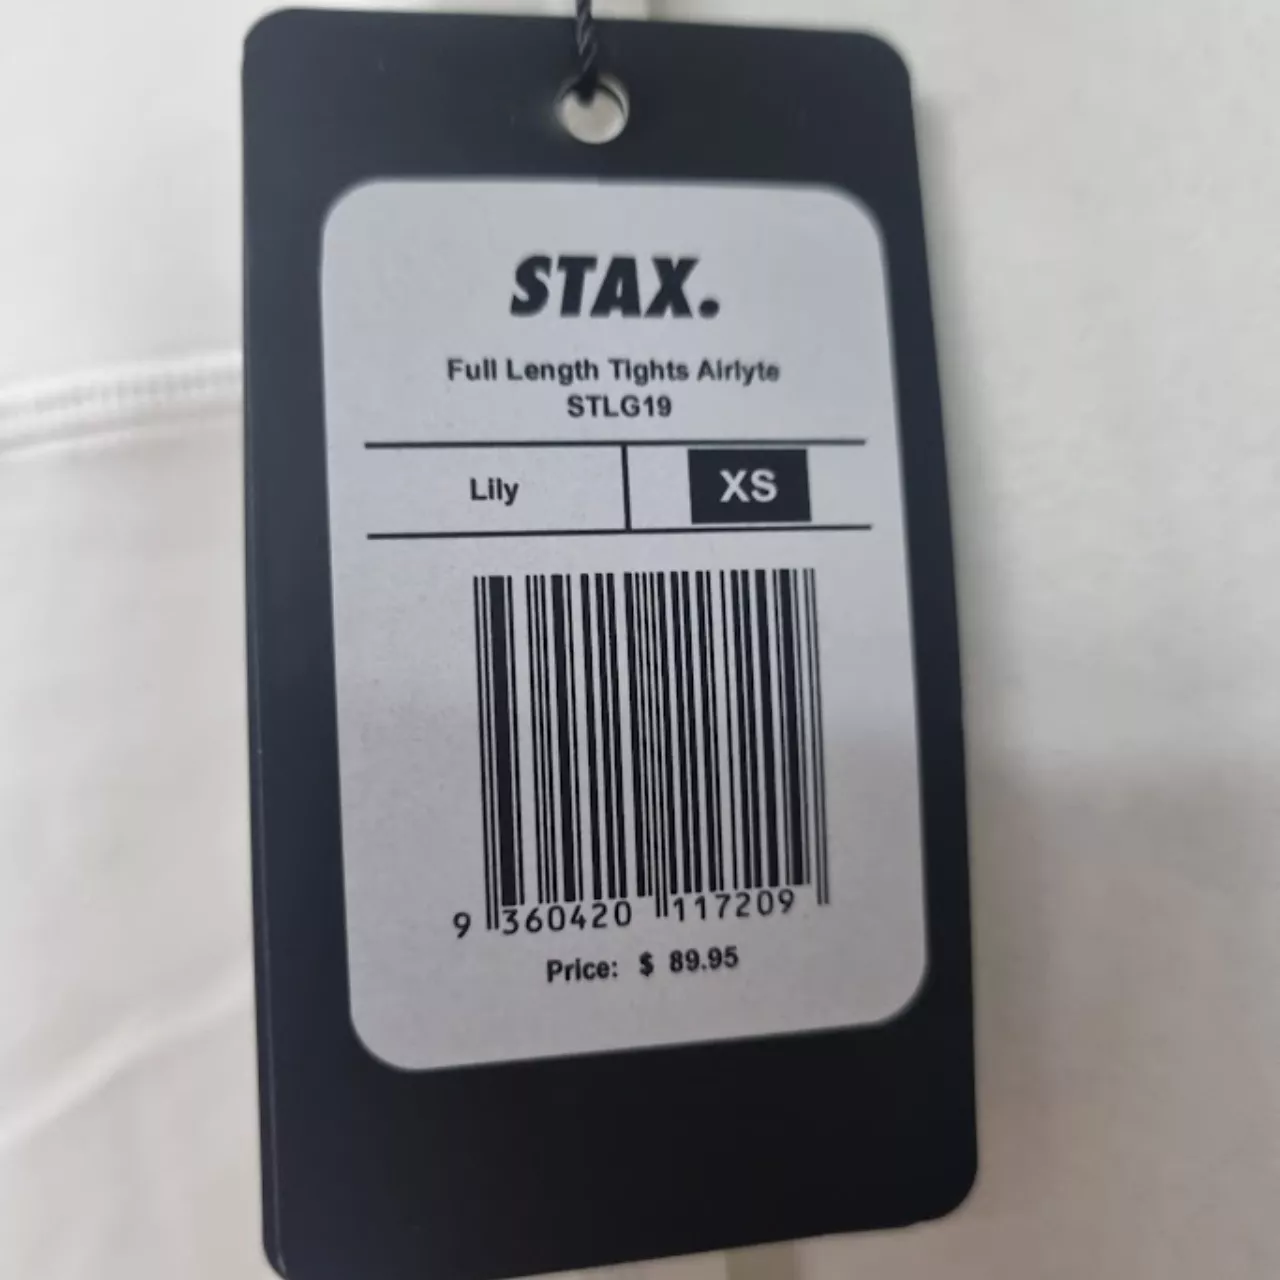 STAX.
Full Length Tights Airlyte
STLG19
Lily XS
9 360420 117209
Price: $ 89.95